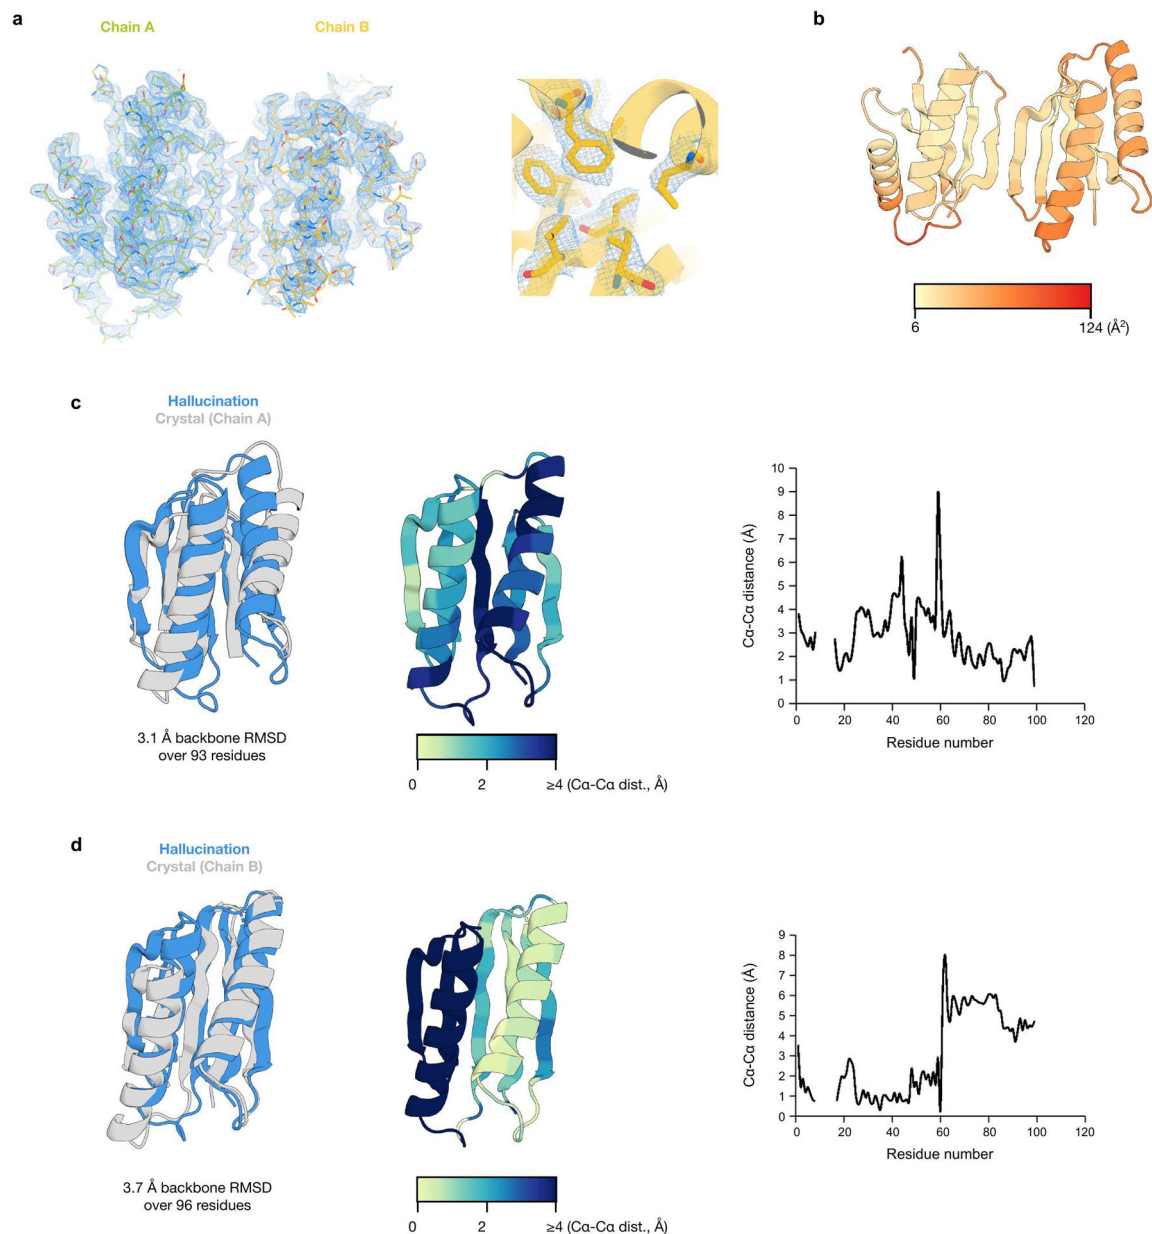 a
Chain A
Chain B
b
6
124 (Å²)
c
Hallucination
Crystal (Chain A)
3.1 Å backbone RMSD
over 93 residues
0
2
≥4 (Cα-Cα dist., Å)
Cα-Cα distance (Å)
10
9
8
7
6
5
4
3
2
1
0
0
20
40
60
80
100
120
Residue number
d
Hallucination
Crystal (Chain B)
3.7 Å backbone RMSD
over 96 residues
0
2
≥4 (Cα-Cα dist., Å)
Cα-Cα distance (Å)
9
8
7
6
5
4
3
2
1
0
0
20
40
60
80
100
120
Residue number